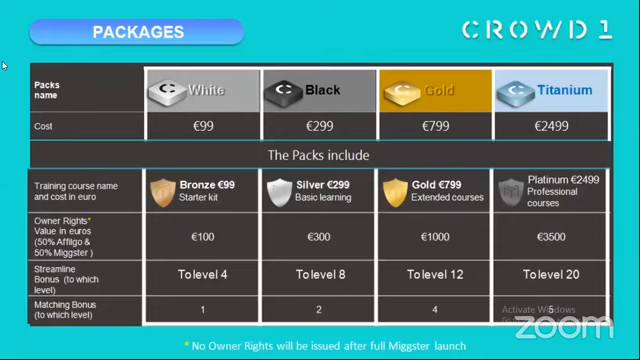 PACKAGES
CROWD 1
Packs name
White
Black
Gold
Titanium
Cost
€99
€299
€799
€2499
The Packs include
Training course name and cost in euro
Bronze €99
Starter kit
Silver €299
Basic learning
Gold €799
Extended courses
Platinum €2499
Professional courses
Owner Rights*
Value in euros
(50% Affilgo &
50% Miggster)
€100
€300
€1000
€3500
Streamline
Bonus (to which
level)
To level 4
To level 8
To level 12
To level 20
Matching Bonus
(to which level)
1
2
4
5
Activate Windows
zoom
* No Owner Rights will be issued after full Miggster launch